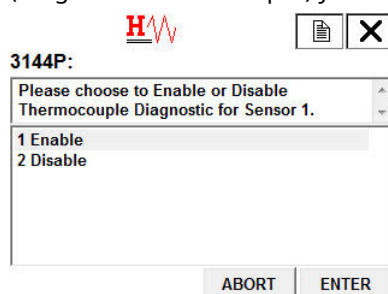 H
3144P:
Please choose to Enable or Disable
Thermocouple Diagnostic for Sensor 1.
1 Enable
2 Disable
ABORT ENTER